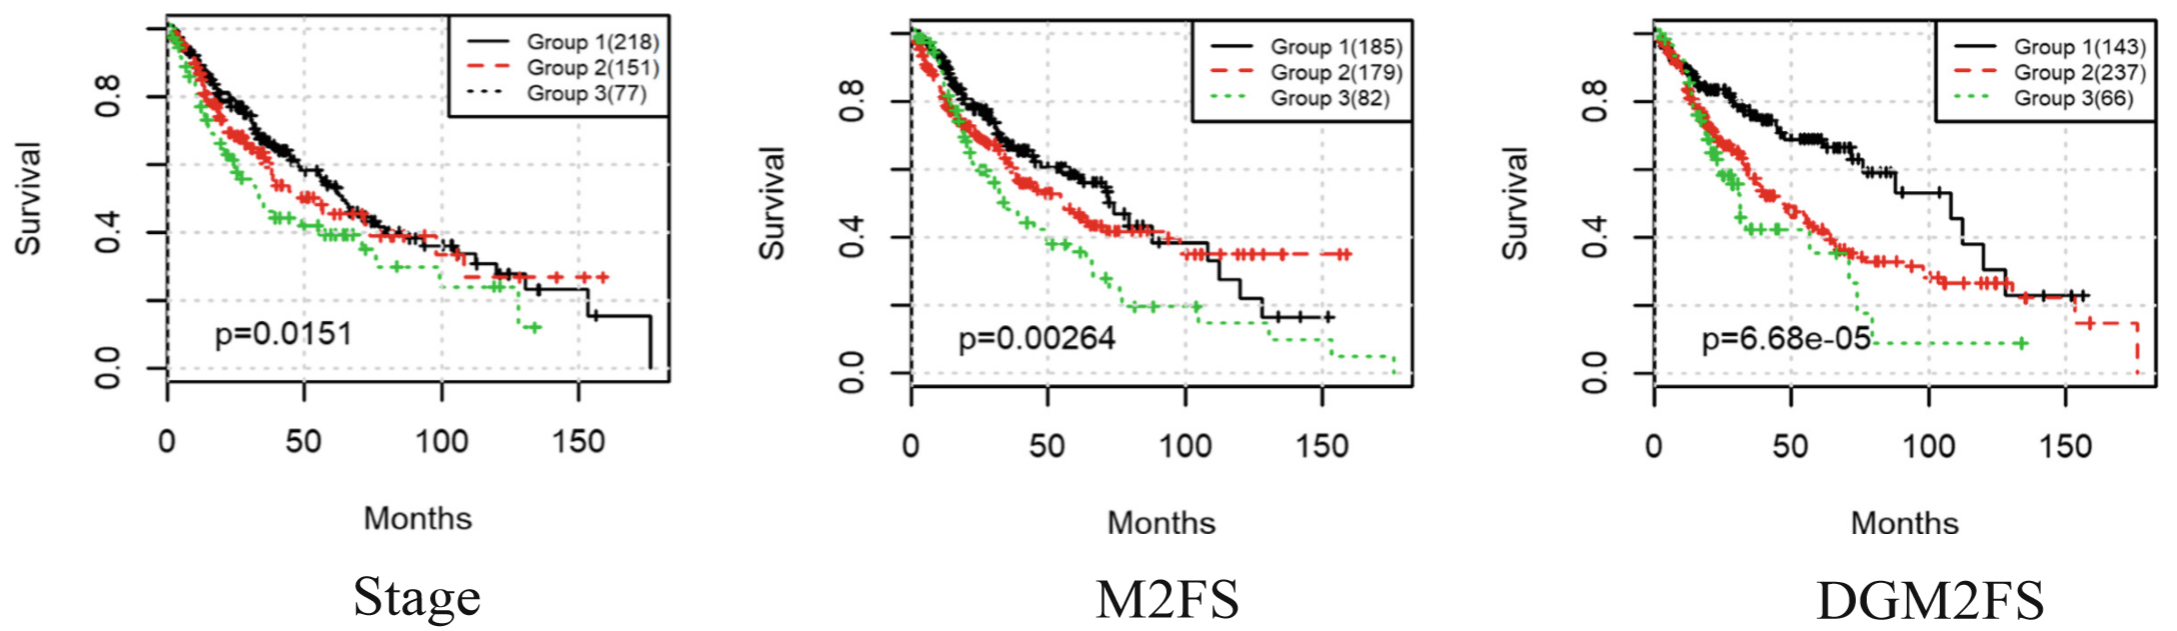 Survival
0.0 0.4 0.8
Group 1(218)
Group 2(151)
Group 3(77)
p=0.0151
0 50 100 150
Months
Stage
Survival
0.0 0.4 0.8
Group 1(185)
Group 2(179)
Group 3(82)
p=0.00264
0 50 100 150
Months
M2FS
Survival
0.0 0.4 0.8
Group 1(143)
Group 2(237)
Group 3(66)
p=6.68e-05
0 50 100 150
Months
DGM2FS